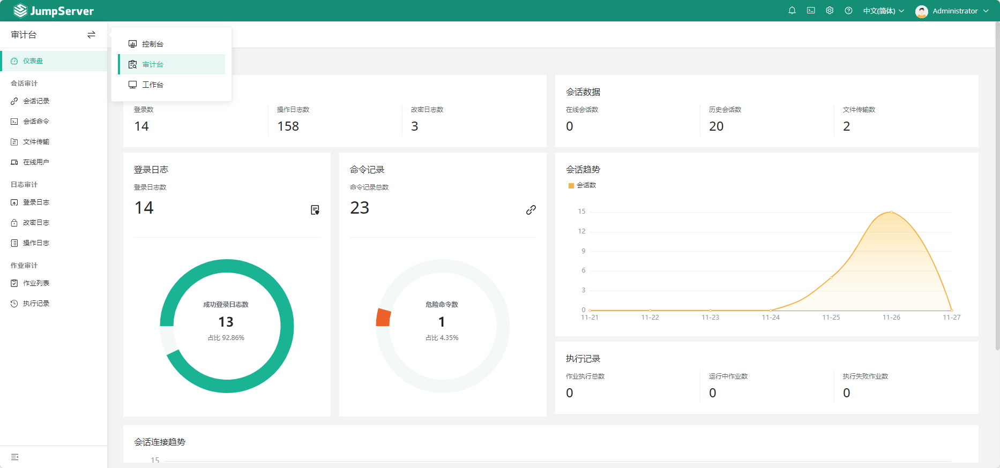 JumpServer
中文(简体)
Administrator
审计台
仪表盘
会话审计
会话记录
会话命令
文件传输
在线用户
日志审计
登录日志
改密日志
操作日志
作业审计
作业列表
执行记录
控制台
审计台
工作台
登录数
14
操作日志数
158
改密日志数
3
会话数据
在线会话数
0
历史会话数
20
文件传输数
2
登录日志
登录日志数
14
成功登录日志数
13
占比 92.86%
命令记录
命令记录总数
23
危险命令数
1
占比 4.35%
会话趋势
会话数
15
12
9
6
3
0
11-21 11-22 11-23 11-24 11-25 11-26 11-27
执行记录
作业执行总数
0
运行中作业数
0
执行失败作业数
0
会话连接趋势
15